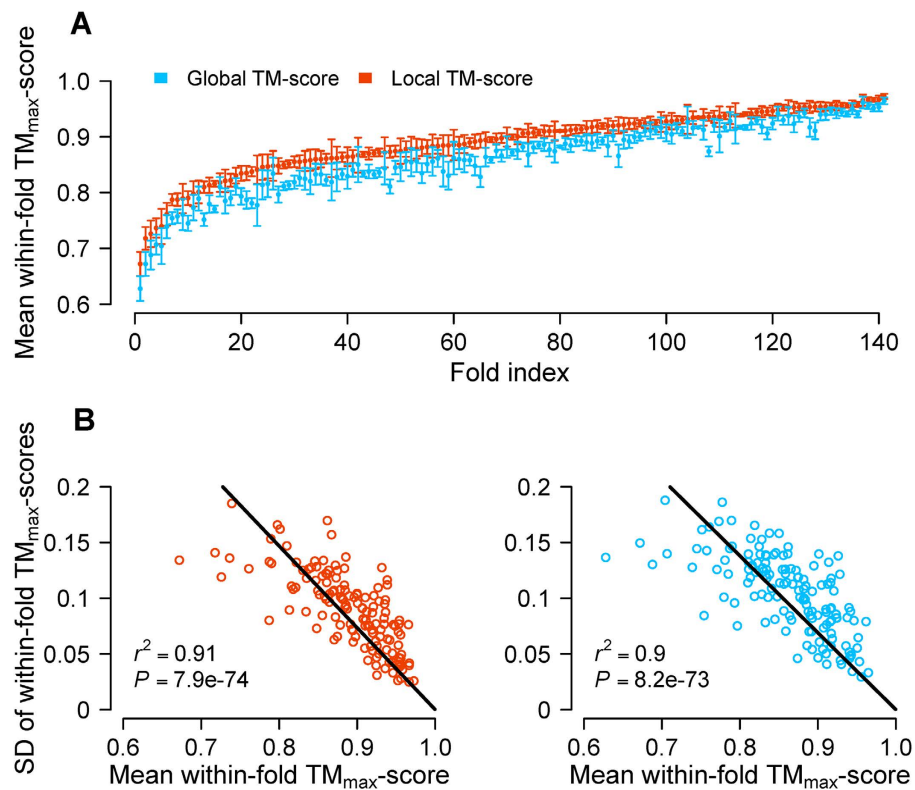 A
Mean wihin-fold TMmax-score
Global TM-score Local TM-score
1.0
0.9
0.8
0.7
0.6
0 20 40 60 80 100 120 140
Fold index
B
SD of within-fold TMmax-scores
0.2
0.15
0.1
0.05
0
r² = 0.91
P = 7.9e-74
0.6 0.7 0.8 0.9 1.0
Mean within-fold TMmax-score
0.2
0.15
0.1
0.05
0
r² = 0.9
P = 8.2e-73
0.6 0.7 0.8 0.9 1.0
Mean within-fold TMmax-score